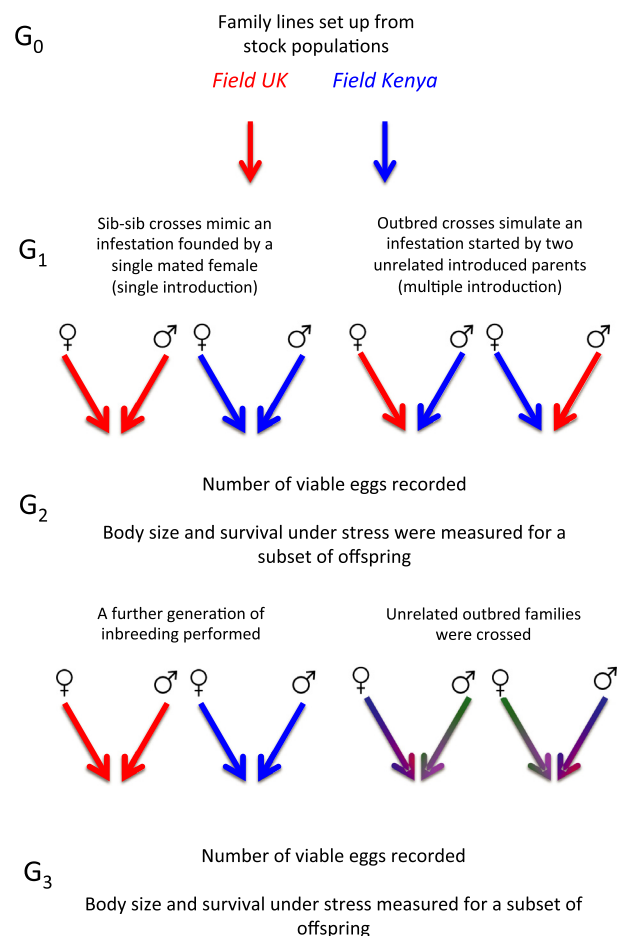 G0
Family lines set up from
stock populations
Field UK
Field Kenya
G1
Sib-sib crosses mimic an
infestation founded by a
single mated female
(single introduction)
Outbred crosses simulate an
infestation started by two
unrelated introduced parents
(multiple introduction)
♀ ♂ ♀ ♂ ♀ ♂ ♀ ♂
Number of viable eggs recorded
G2
Body size and survival under stress were measured for a
subset of offspring
A further generation of
inbreeding performed
Unrelated outbred families
were crossed
♀ ♂ ♀ ♂ ♀ ♂ ♀ ♂
Number of viable eggs recorded
G3
Body size and survival under stress measured for a subset of
offspring